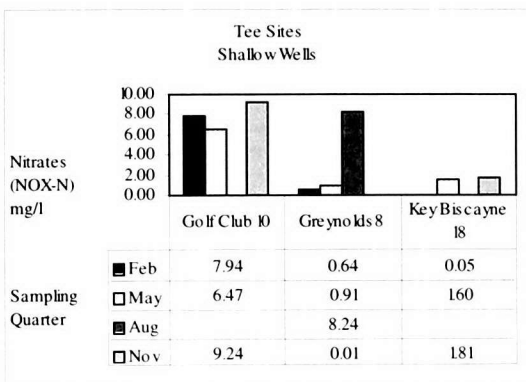 Tee Sites
Shallow Wells
10.00
8.00
6.00
4.00
2.00
0.00
Nitrates
(NOX-N)
mg/l
Golf Club 10 Greynolds 8 Key Biscayne
18
Feb 7.94 0.64 0.05
Sampling
Quarter
May 6.47 0.91 1.60
Aug 8.24
Nov 9.24 0.01 1.81